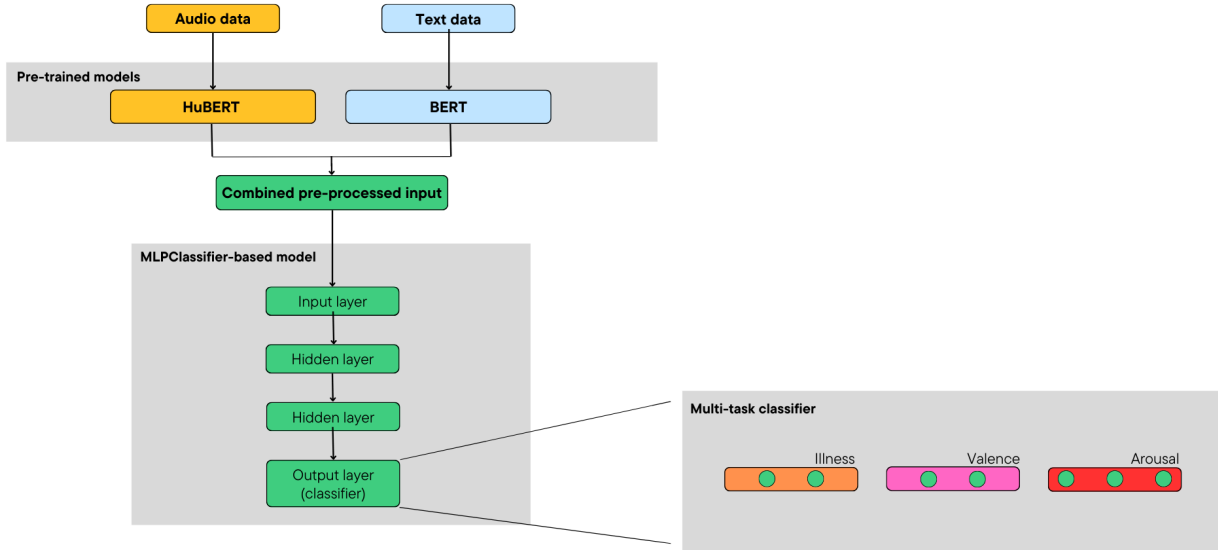 Audio data
Text data
Pre-trained models
HuBERT
BERT
Combined pre-processed input
MLPClassifier-based model
Input layer
Hidden layer
Hidden layer
Output layer
(classifier)
Multi-task classifier
Illness
Valence
Arousal